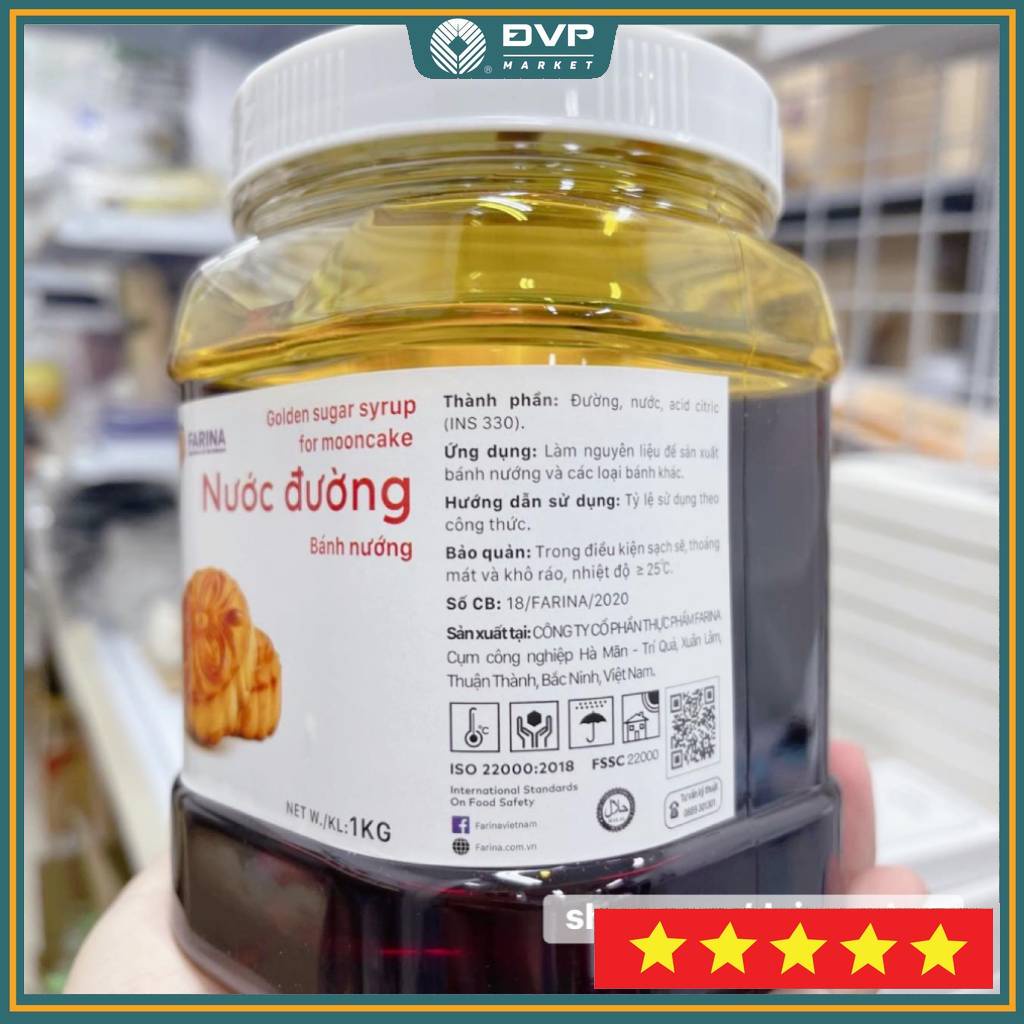 ĐVP
MARKET
®
FARINA
Golden sugar syrup
for mooncake
Nước đường
Bánh nướng
NET W./KL:1KG
Thành phần: Đường, nước, acid citric
(INS 330).
Ứng dụng: Làm nguyên liệu để sản xuất
bánh nướng và các loại bánh khác.
Hướng dẫn sử dụng: Tỷ lệ sử dụng theo
công thức.
Bảo quản: Trong điều kiện sạch sẽ, thoáng
mát và khô ráo, nhiệt độ ≥ 25℃.
Số CB: 18/FARINA/2020
Sản xuất tại: CÔNG TY CỔ PHẦN THỰC PHẨM FARINA
Cụm công nghiệp Hà Mãn - Trí Quả, Xuân Lâm,
Thuận Thành, Bắc Ninh, Việt Nam.
°C
ISO 22000:2018 FSSC 22000
International Standards
On Food Safety
Farinavietnam
Farina.com.vn
HALAL
Tư vấn kỹ thuật